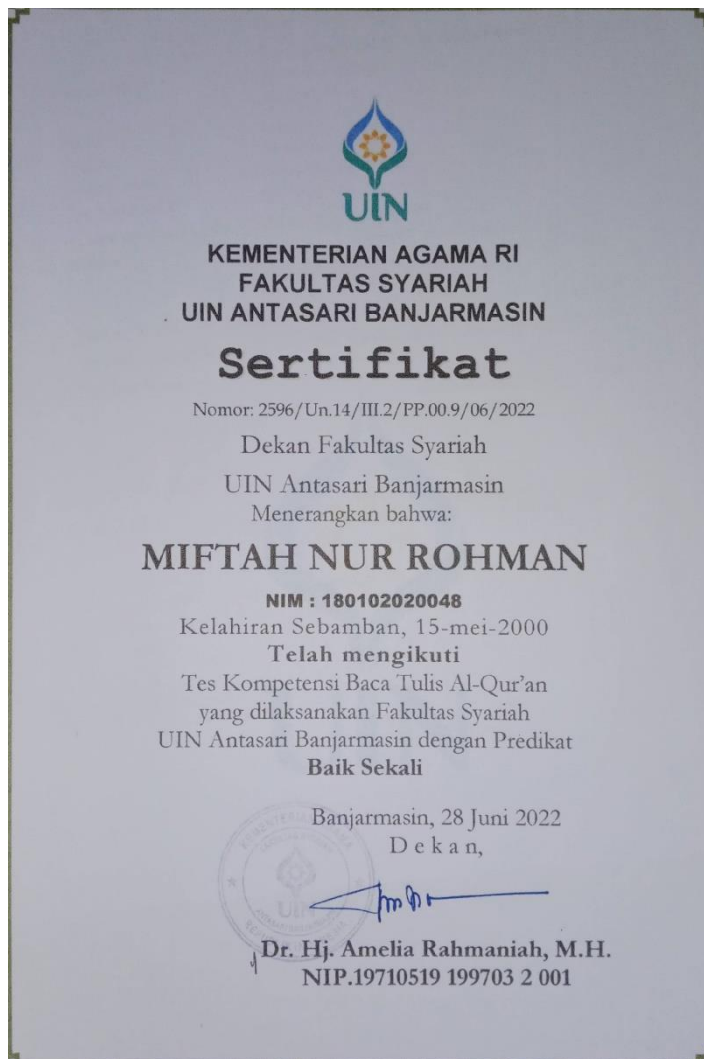 UIN
KEMENTERIAN AGAMA RI
FAKULTAS SYARIAH
UIN ANTASARI BANJARMASIN
Sertifikat
Nomor: 2596/Un.14/III.2/PP.00.9/06/2022
Dekan Fakultas Syariah
UIN Antasari Banjarmasin
Menerangkan bahwa:
MIFTAH NUR ROHMAN
NIM : 180102020048
Kelahiran Sebamban, 15-mei-2000
Telah mengikuti
Tes Kompetensi Baca Tulis Al-Qur'an
yang dilaksanakan Fakultas Syariah
UIN Antasari Banjarmasin dengan Predikat
Baik Sekali
Banjarmasin, 28 Juni 2022
D e k a n,
UIN
Dr. Hj. Amelia Rahmaniah, M.H.
NIP.19710519 199703 2 001